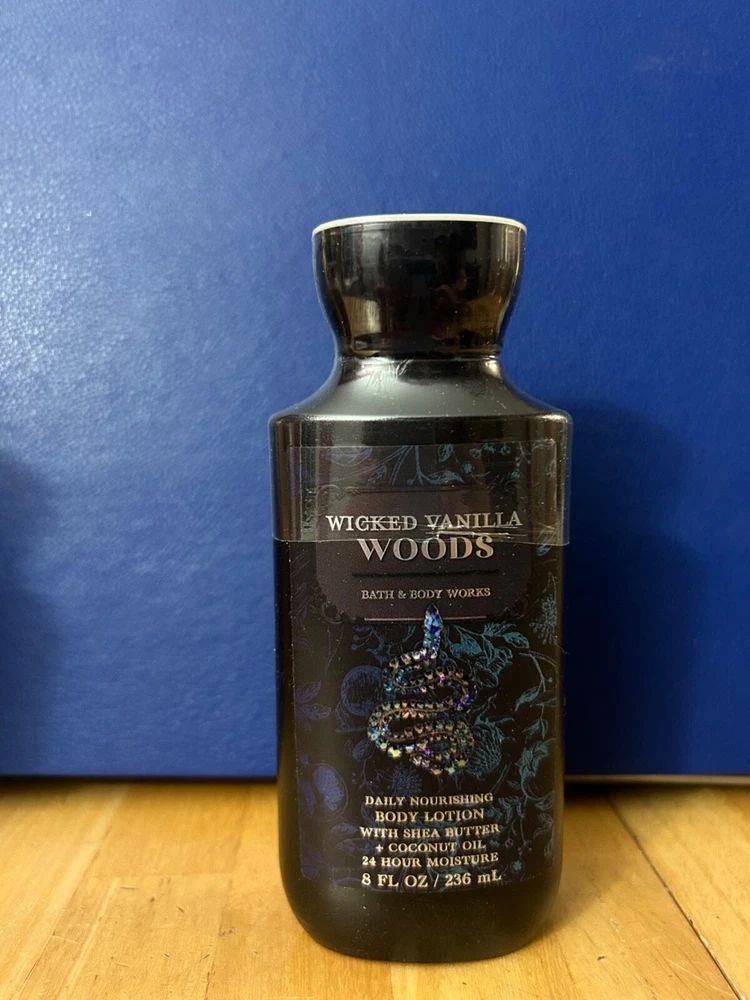 WICKED VANILLA
WOODS
BATH & BODY WORKS
DAILY NOURISHING
BODY LOTION
WITH SHEA BUTTER
+ COCONUT OIL
24 HOUR MOISTURE
8 FL OZ / 236 mL